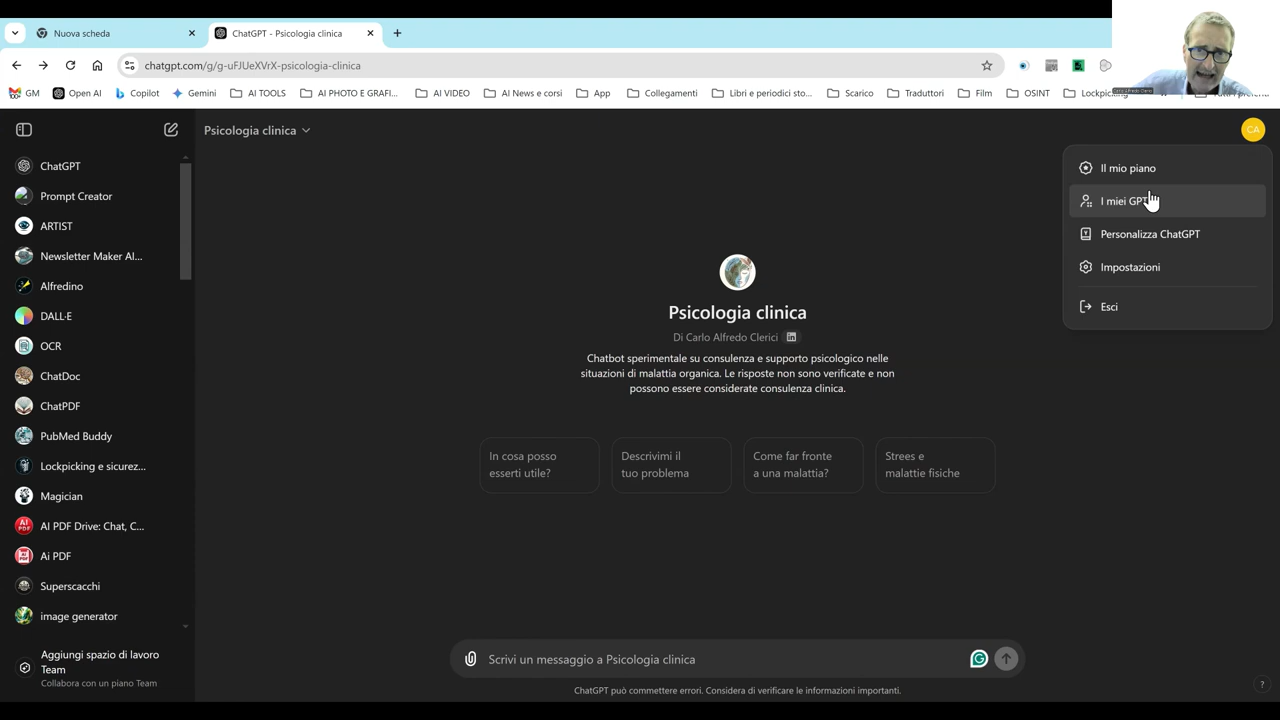 Nuova scheda
ChatGPT - Psicologia clinica
chatgpt.com/g/g-uFJUeXVrX-psicologia-clinica
GM
Open AI
Copilot
Gemini
AI TOOLS
AI PHOTO E GRAFI...
AI VIDEO
AI News e corsi
App
Collegamenti
Libri e periodici sto...
Scarico
Traduttori
Film
OSINT
Lockpicking
Psicologia clinica
CA
ChatGPT
Prompt Creator
ARTIST
Newsletter Maker AI...
Alfredino
DALL·E
OCR
ChatDoc
ChatPDF
PubMed Buddy
Lockpicking e sicurez...
Magician
AI PDF Drive: Chat, C...
Ai PDF
Superscacchi
image generator
Aggiungi spazio di lavoro
Team
Collabora con un piano Team
Il mio piano
I miei GPT
Personalizza ChatGPT
Impostazioni
Esci
Psicologia clinica
Di Carlo Alfredo Clerici
Chatbot sperimentale su consulenza e supporto psicologico nelle
situazioni di malattia organica. Le risposte non sono verificate e non
possono essere considerate consulenza clinica.
In cosa posso
esserti utile?
Descrivimi il
tuo problema
Come far fronte
a una malattia?
Strees e
malattie fisiche
Scrivi un messaggio a Psicologia clinica
ChatGPT può commettere errori. Considera di verificare le informazioni importanti.
?